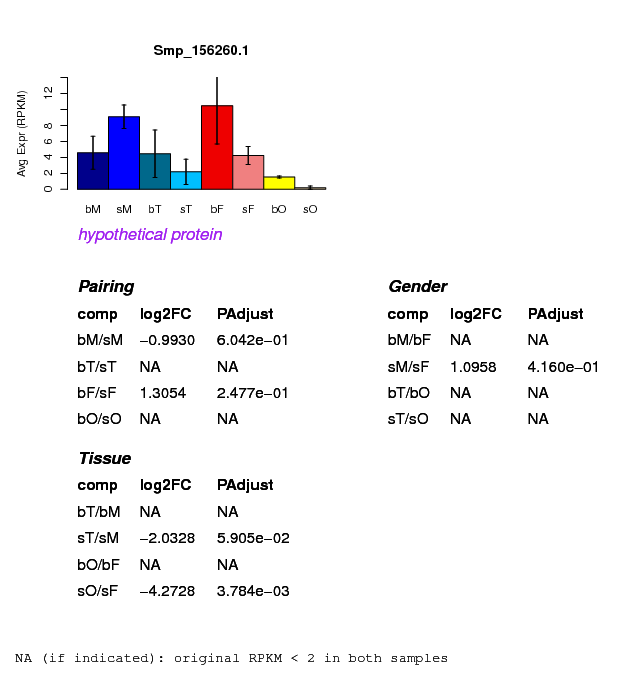 Smp_156260.1
Avg Expr (RPKM)
12
8
6
4
2
0
bM sM bT sT bF sF bO sO
hypothetical protein
Pairing
comp log2FC PAdjust
bM/sM −0.9930 6.042e−01
bT/sT NA NA
bF/sF 1.3054 2.477e−01
bO/sO NA NA
Gender
comp log2FC PAdjust
bM/bF NA NA
sM/sF 1.0958 4.160e−01
bT/bO NA NA
sT/sO NA NA
Tissue
comp log2FC PAdjust
bT/bM NA NA
sT/sM −2.0328 5.905e−02
bO/bF NA NA
sO/sF −4.2728 3.784e−03
NA (if indicated): original RPKM < 2 in both samples